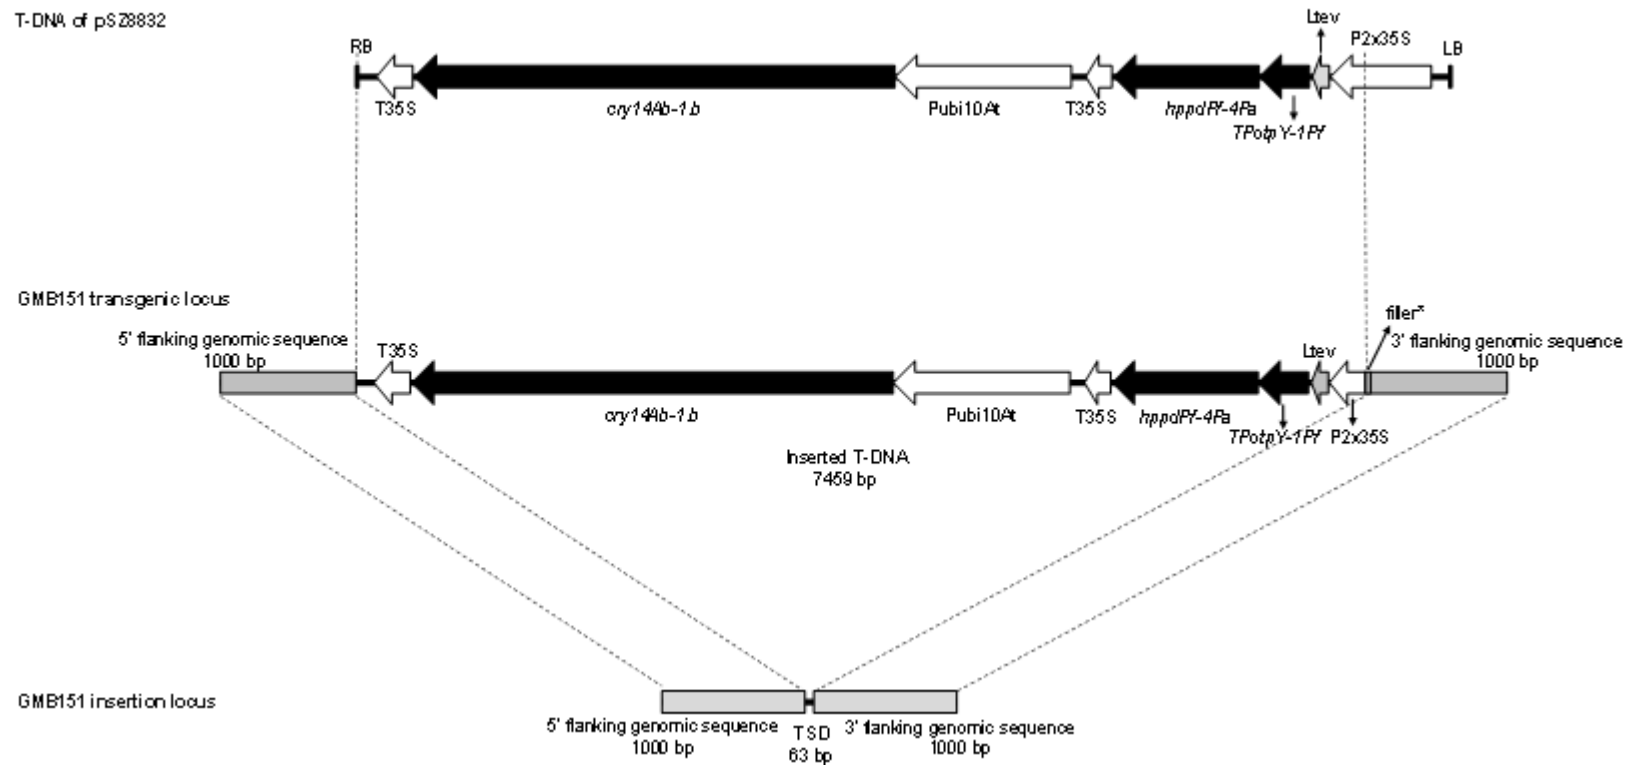 T-DNA of pSZ8832
Ltev
RB
P2x35S
LB
T35S
cry14Ab-1.b
Pubi10At
T35S
hppdPf-4Pa
TPotpY-1Pf
GMB151 transgenic locus
filler*
5' flanking genomic sequence
1000 bp
T35S
Ltev
3' flanking genomic sequence
1000 bp
cry14Ab-1.b
Pubi10At
T35S
hppdPf-4Pa
TPotpY-1Pf
P2x35S
Inserted T-DNA
7459 bp
GMB151 insertion locus
5' flanking genomic sequence
1000 bp
TSD
63 bp
3' flanking genomic sequence
1000 bp